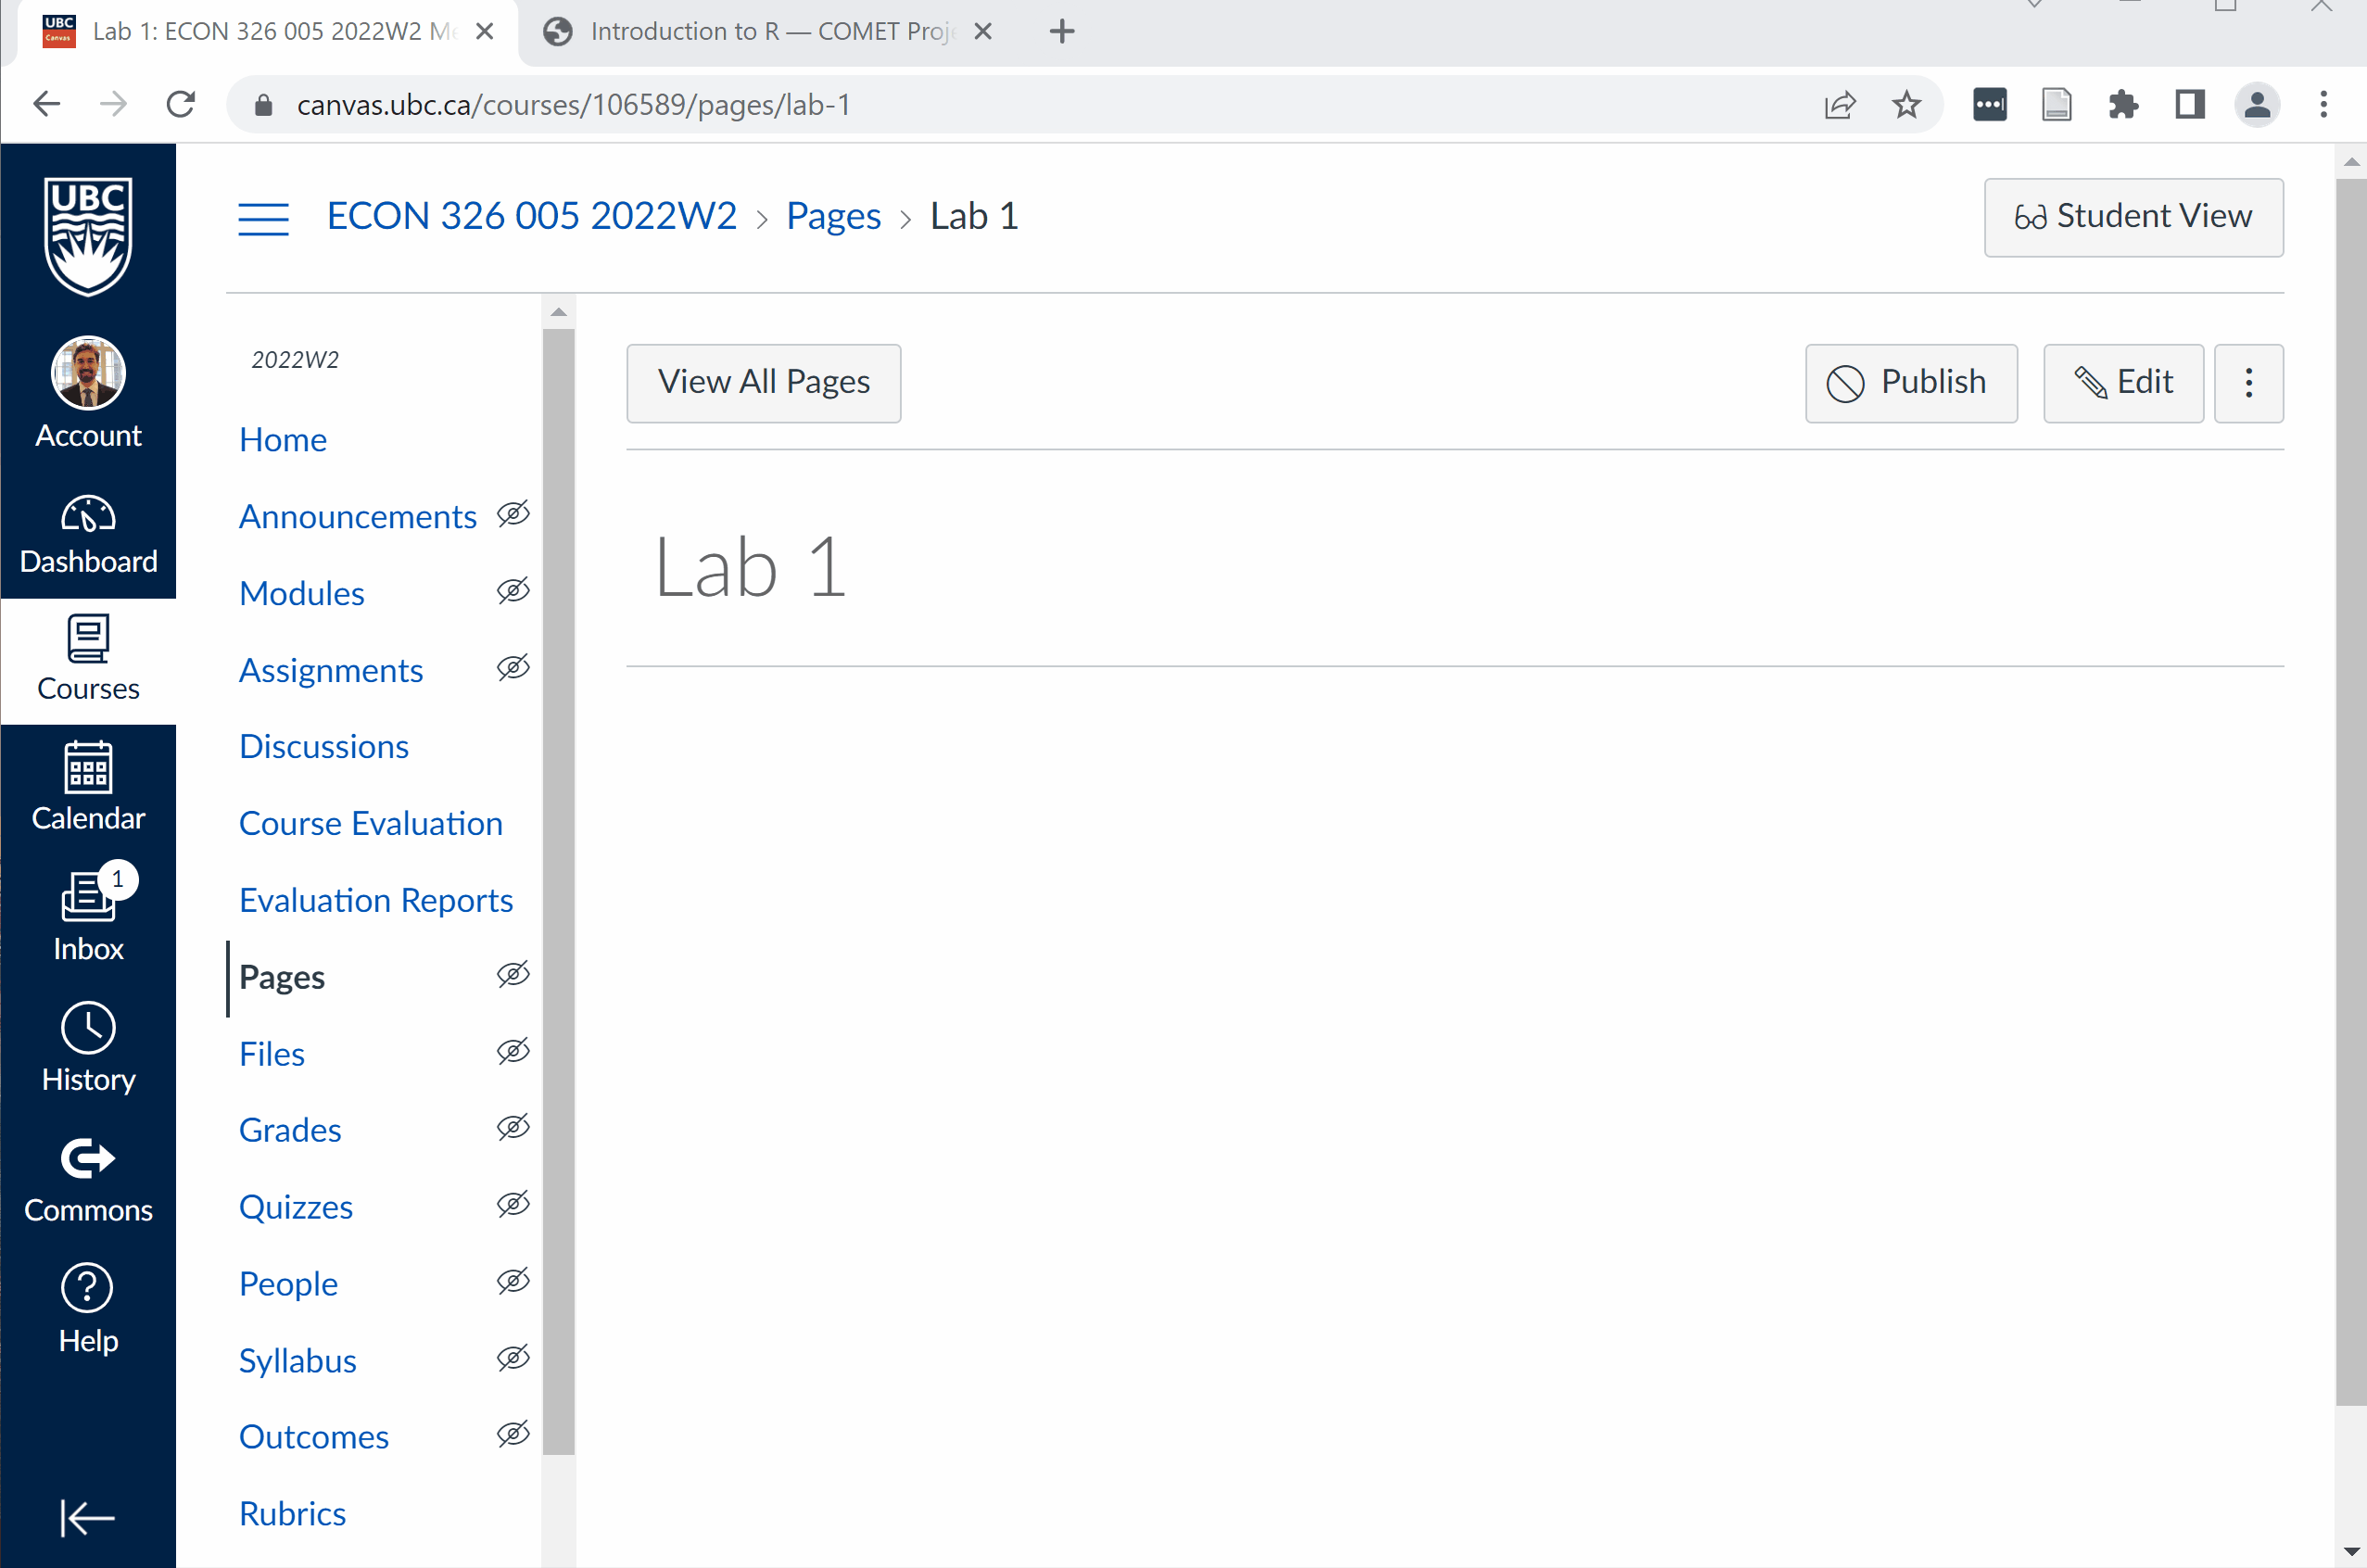 UBC
Canvas
Lab 1: ECON 326 005 2022W2 M
Introduction to R — COMET Proj
canvas.ubc.ca/courses/106589/pages/lab-1
UBC
Account
Dashboard
Courses
Calendar
1
Inbox
History
Commons
Help
ECON 326 005 2022W2 > Pages > Lab 1
Student View
2022W2
Home
Announcements
Modules
Assignments
Discussions
Course Evaluation
Evaluation Reports
Pages
Files
Grades
Quizzes
People
Syllabus
Outcomes
Rubrics
View All Pages
Publish
Edit
Lab 1